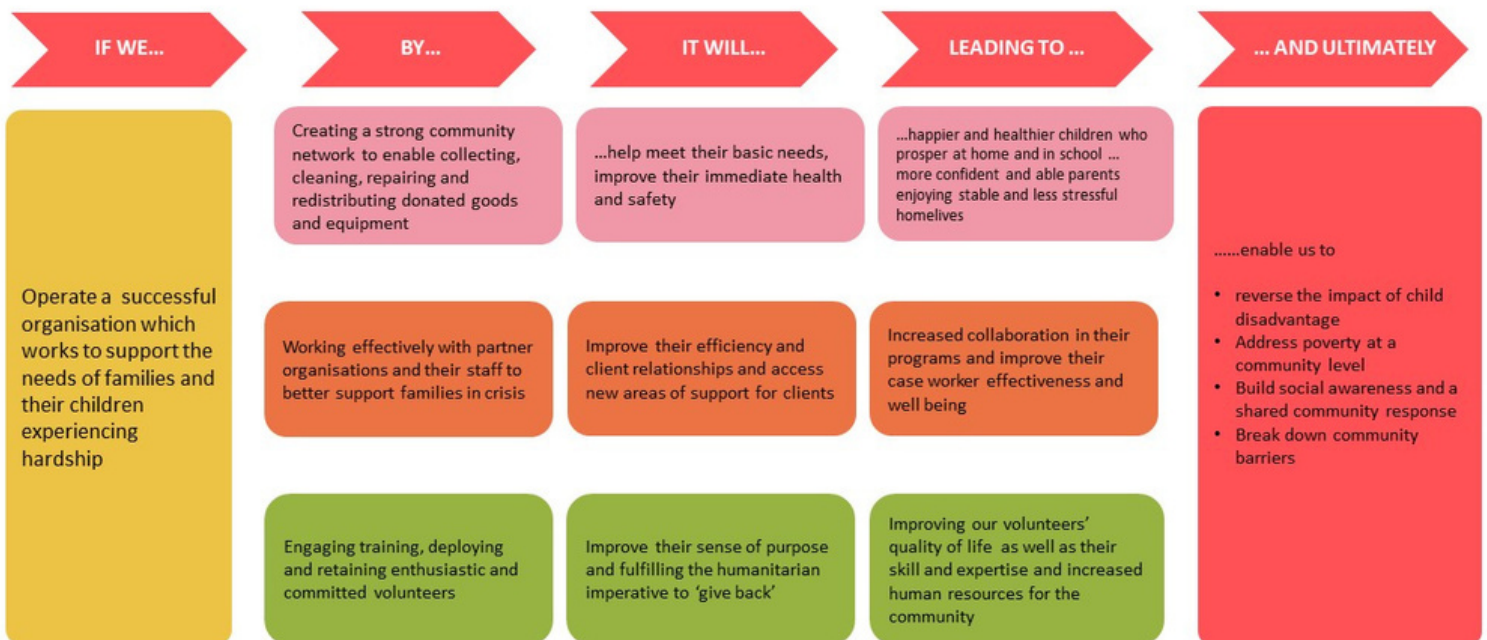 IF WE...
BY...
IT WILL...
LEADING TO ...
... AND ULTIMATELY
Operate a successful
organisation which
works to support the
needs of families and
their children
experiencing
hardship
Creating a strong community
network to enable collecting,
cleaning, repairing and
redistributing donated goods
and equipment
...help meet their basic needs,
improve their immediate health
and safety
...happier and healthier children who
prosper at home and in school ...
more confident and able parents
enjoying stable and less stressful
homelives
Working effectively with partner
organisations and their staff to
better support families in crisis
Improve their efficiency and
client relationships and access
new areas of support for clients
Increased collaboration in their
programs and improve their
case worker effectiveness and
well being
Engaging training, deploying
and retaining enthusiastic and
committed volunteers
Improve their sense of purpose
and fulfilling the humanitarian
imperative to ‘give back’
Improving our volunteers’
quality of life as well as their
skill and expertise and increased
human resources for the
community
......enable us to
• reverse the impact of child
disadvantage
• Address poverty at a
community level
• Build social awareness and a
shared community response
• Break down community
barriers